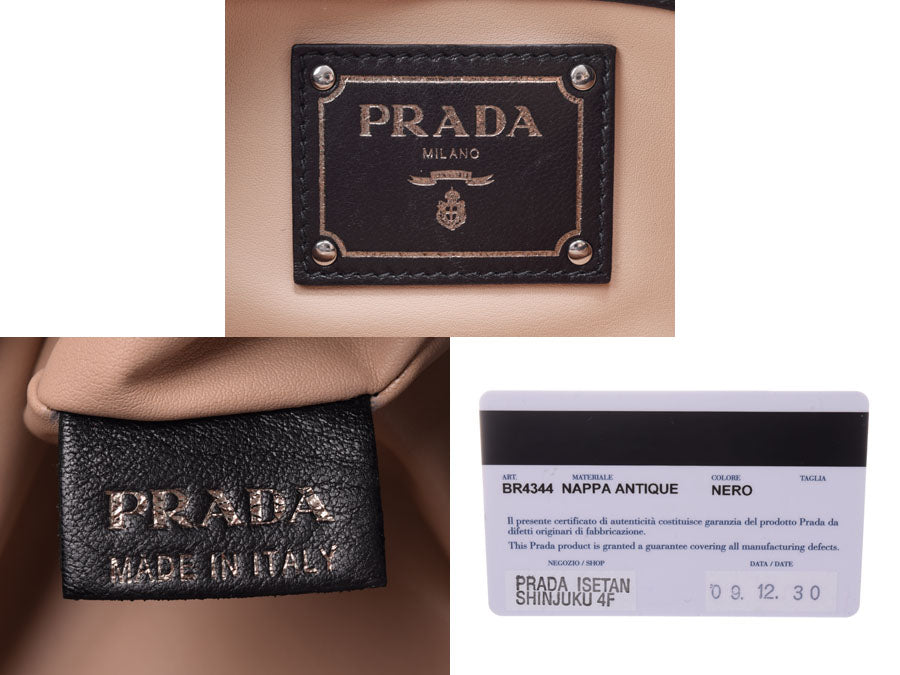 PRADA
MILANO
PRADA
MADE IN ITALY
ART. MATERIALE COLORE TAGLIA
BR4344 NAPPA ANTIQUE NERO
Il presente certificato di autenticità costituisce garanzia del prodotto Prada da
difetti originari di fabbricazione.
This Prada product is granted a guarantee covering all manufacturing defects.
NEGOZIO / SHOP DATA / DATE
PRADA ISETAN
SHINJUKU 4F
09. 12. 30